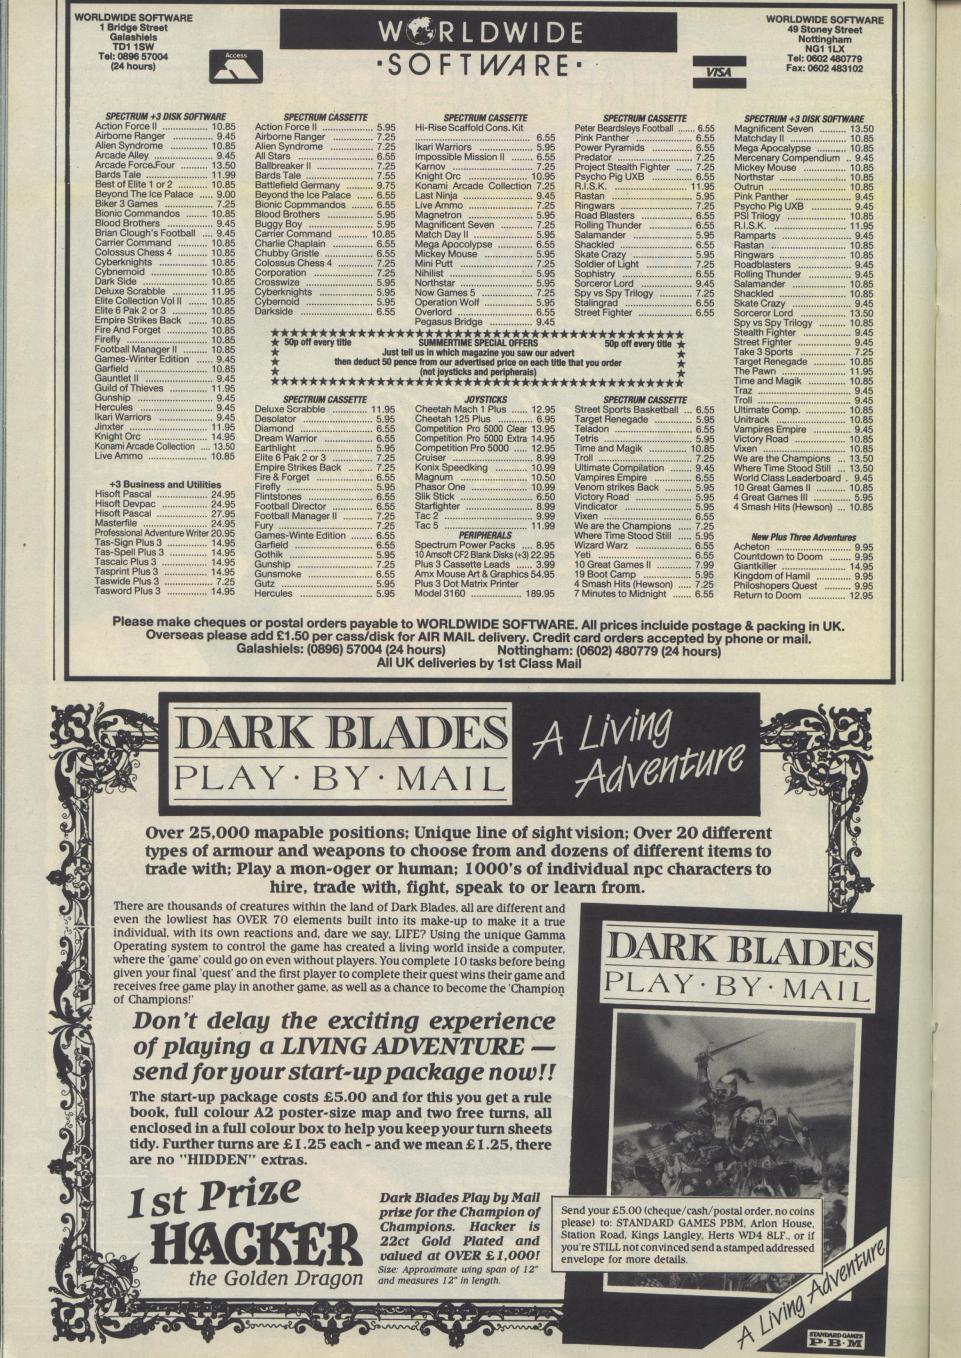 WORLDWIDE SOFTWARE
1 Bridge Street
Galashiels
TD1 1SW
Tel: 0896 57004
(24 hours)
Access
WORLDWIDE
·SOFTWARE·
VISA
WORLDWIDE SOFTWARE
49 Stoney Street
Nottingham
NG1 1LX
Tel: 0602 480779
Fax: 0602 483102
SPECTRUM +3 DISK SOFTWARE
Action Force II ................ 10.85
Airborne Ranger .............. 9.45
Alien Syndrome .............. 10.85
Arcade Alley ................... 9.45
Arcade Force Four ........... 13.50
Bards Tale ...................... 11.99
Best of Elite 1 or 2 ........... 10.85
Beyond The Ice Palace .... 9.00
Biker 3 Games ................ 7.25
Bionic Commandos ......... 10.85
Blood Brothers ................ 9.45
Brian Clough's Football ... 9.45
Carrier Command ........... 10.85
Colossus Chess 4 ........... 10.85
Cyberknights .................. 10.85
Cybnernoid .................... 10.85
Dark Side ....................... 10.85
Deluxe Scrabble ............. 11.95
Elite Collection Vol II ....... 10.85
Elite 6 Pak 2 or 3 ............ 10.85
Empire Strikes Back ........ 10.85
Fire And Forget ............... 10.85
Firefly ............................ 10.85
Football Manager II ......... 10.85
Games-Winter Edition ...... 9.45
Garfield .......................... 10.85
Gauntlet II ...................... 9.45
Guild of Thieves .............. 11.95
Gunship ......................... 9.45
Hercules ........................ 9.45
Ikari Warriors .................. 9.45
Jinxter ........................... 11.95
Knight Orc ...................... 14.95
Konami Arcade Collection .... 13.50
Live Ammo ..................... 10.85
+3 Business and Utilities
Hisoft Pascal .................. 24.95
Hisoft Devpac ................. 24.95
Hisoft Pascal .................. 27.95
Masterfile ....................... 24.95
Professional Adventure Writer 20.95
Tas-Sign Plus 3 .............. 14.95
Tas-Spell Plus 3 ............. 14.95
Tascalc Plus 3 ................ 14.95
Tasprint Plus 3 ............... 14.95
Taswide Plus 3 ............... 7.25
Tasword Plus 3 ............... 14.95
SPECTRUM CASSETTE
Action Force II ................ 5.95
Airborne Ranger ............. 7.25
Alien Syndrome .............. 7.25
All Stars ......................... 6.55
Ballbreaker II .................. 7.25
Bards Tale ..................... 7.55
Battlefield Germany ........ 9.75
Beyond the Ice Palace .... 6.55
Bionic Copmmandos ....... 6.55
Blood Brothers ............... 5.95
Buggy Boy ..................... 5.95
Carrier Command ........... 10.85
Charlie Chaplain ............. 6.55
Chubby Gristle ............... 6.55
Colossus Chess 4 .......... 7.25
Corporation .................... 7.25
Crosswize ...................... 5.95
Cyberknights .................. 5.95
Cybernoid ...................... 5.95
Darkside ........................ 6.55
SPECTRUM CASSETTE
Hi-Rise Scaffold Cons. Kit
...................................... 6.55
Ikari Warriors .................. 5.95
Impossible Mission II ....... 6.55
Karnov ........................... 7.25
Knight Orc ...................... 10.95
Konami Arcade Collection 7.25
Last Ninja ....................... 9.45
Live Ammo ..................... 7.25
Magnetron ...................... 5.95
Magnificent Seven .......... 7.25
Match Day II ................... 5.95
Mega Apocolypse ........... 6.55
Mickey Mouse ................ 5.95
Mini Putt ........................ 7.25
Nihilist ............................ 5.95
Northstar ........................ 5.95
Now Games 5 ................. 7.25
Operation Wolf ................ 5.95
Overlord ......................... 6.55
Pegasus Bridge .............. 9.45
SPECTRUM CASSETTE
Peter Beardsleys Football ...... 6.55
Pink Panther .................. 6.55
Power Pyramids ............. 6.55
Predator ........................ 7.25
Project Stealth Fighter .... 7.25
Psycho Pig UXB ............. 6.55
R.I.S.K. ......................... 11.95
Rastan .......................... 5.95
Ringwars ....................... 7.25
Road Blasters ................ 6.55
Rolling Thunder ............. 6.55
Salamander ................... 5.95
Shackled ....................... 6.55
Skate Crazy ................... 5.95
Soldier of Light .............. 7.25
Sophistry ....................... 6.55
Sorceror Lord ................. 9.45
Spy vs Spy Trilogy ......... 7.25
Stalingrad ...................... 6.55
Street Fighter ................. 6.55
SPECTRUM +3 DISK SOFTWARE
Magnificent Seven .......... 13.50
Matchday II ..................... 10.85
Mega Apocalypse ........... 10.85
Mercenary Compendium .. 9.45
Mickey Mouse ................ 10.85
Northstar ........................ 10.85
Outrun ........................... 10.85
Pink Panther .................. 9.45
Psycho Pig UXB ............. 9.45
PSI Trilogy ..................... 10.85
R.I.S.K. .......................... 11.95
Ramparts ....................... 9.45
Rastan ........................... 10.85
Ringwars ........................ 10.85
Roadblasters .................. 9.45
Rolling Thunder .............. 9.45
Salamander .................... 10.85
Shackled ........................ 10.85
Skate Crazy .................... 9.45
Sorceror Lord ................. 13.50
Spy vs Spy Trilogy .......... 10.85
Stealth Fighter ................ 9.45
Street Fighter .................. 9.45
Take 3 Sports ................. 7.25
Target Renegade ............ 10.85
The Pawn ....................... 11.95
Time and Magik .............. 10.85
Traz ............................... 9.45
Troll ............................... 9.45
Ultimate Comp. ............... 10.85
Unitrack ......................... 10.85
Vampires Empire ............ 9.45
Victory Road ................... 10.85
Vixen ............................. 10.85
We are the Champions .... 13.50
Where Time Stood Still .... 13.50
World Class Leaderboard . 9.45
10 Great Games II ........... 10.85
4 Great Games III ............ 5.95
4 Smash Hits (Hewson) ... 10.85
New Plus Three Adventures
Acheton ......................... 9.95
Countdown to Doom ....... 9.95
Giantkiller ....................... 14.95
Kingdom of Hamil ............ 9.95
Philoshopers Quest ......... 9.95
Return to Doom .............. 12.95
50p off every title SUMMERTIME SPECIAL OFFERS 50p off every title
Just tell us in which magazine you saw our advert
then deduct 50 pence from our advertised price on each title that you order
(not joysticks and peripherals)
SPECTRUM CASSETTE
Deluxe Scrabble ............. 11.95
Desolator ....................... 5.95
Diamond ........................ 6.55
Dream Warrior ................ 6.55
Earthlight ....................... 5.95
Elite 6 Pak 2 or 3 ............ 7.25
Empire Strikes Back ........ 7.25
Fire & Forget .................. 6.55
Firefly ............................ 5.95
Flintstones ..................... 6.55
Football Director ............. 6.55
Football Manager II ......... 7.25
Fury ............................... 7.25
Games-Winte Edition ....... 6.55
Garfield .......................... 6.55
Gothik ............................ 5.95
Gunship ......................... 7.25
Gunsmoke ..................... 6.55
Gutz .............................. 5.95
Hercules ........................ 5.95
JOYSTICKS
Cheetah Mach 1 Plus ..... 12.95
Cheetah 125 Plus ........... 6.95
Competition Pro 5000 Clear 13.95
Competition Pro 5000 Extra 14.95
Competition Pro 5000 ..... 12.95
Cruiser .......................... 8.99
Konix Speedking ............ 10.99
Magnum ........................ 10.50
Phasor One ................... 10.99
Slik Stick ....................... 6.50
Starfighter ..................... 8.99
Tac 2 ............................ 9.99
Tac 5 ............................ 11.99
PERIPHERALS
Spectrum Power Packs ... 8.95
10 Amsoft CF2 Blank Disks (+3) 22.95
Plus 3 Cassette Leads ..... 3.99
Amx Mouse Art & Graphics 54.95
Plus 3 Dot Matrix Printer
Model 3160 .................... 189.95
SPECTRUM CASSETTE
Street Sports Basketball ... 6.55
Target Renegade ............ 5.95
Teladon .......................... 6.55
Tetris ............................. 5.95
Time and Magik .............. 10.85
Troll ............................... 7.25
Ultimate Compilation ....... 9.45
Vampires Empire ............ 6.55
Venom strikes Back ......... 5.95
Victory Road ................... 5.95
Vindicator ....................... 5.95
Vixen ............................. 6.55
We are the Champions .... 7.25
Where Time Stood Still .... 5.95
Wizard Warz ................... 6.55
Yeti ................................ 6.55
10 Great Games II ........... 7.99
19 Boot Camp ................. 5.95
4 Smash Hits (Hewson) .... 7.25
7 Minutes to Midnight ...... 6.55
Please make cheques or postal orders payable to WORLDWIDE SOFTWARE. All prices incluide postage & packing in UK.
Overseas please add £1.50 per cass/disk for AIR MAIL delivery. Credit card orders accepted by phone or mail.
Galashiels: (0896) 57004 (24 hours) Nottingham: (0602) 480779 (24 hours)
All UK deliveries by 1st Class Mail
DARK BLADES
PLAY·BY·MAIL
A Living
Adventure
Over 25,000 mapable positions; Unique line of sight vision; Over 20 different
types of armour and weapons to choose from and dozens of different items to
trade with; Play a mon-oger or human; 1000's of individual npc characters to
hire, trade with, fight, speak to or learn from.
There are thousands of creatures within the land of Dark Blades, all are different and
even the lowliest has OVER 70 elements built into its make-up to make it a true
individual, with its own reactions and, dare we say, LIFE? Using the unique Gamma
Operating system to control the game has created a living world inside a computer,
where the 'game' could go on even without players. You complete 10 tasks before being
given your final 'quest' and the first player to complete their quest wins their game and
receives free game play in another game, as well as a chance to become the 'Champion
of Champions!'
Don't delay the exciting experience
of playing a LIVING ADVENTURE —
send for your start-up package now!!
The start-up package costs £5.00 and for this you get a rule
book, full colour A2 poster-size map and two free turns, all
enclosed in a full colour box to help you keep your turn sheets
tidy. Further turns are £1.25 each - and we mean £1.25, there
are no "HIDDEN" extras.
1st Prize
HACKER
the Golden Dragon
Dark Blades Play by Mail
prize for the Champion of
Champions. Hacker is
22ct Gold Plated and
valued at OVER £1,000!
Size: Approximate wing span of 12"
and measures 12" in length.
DARK BLADES
PLAY·BY·MAIL
Send your £5.00 (cheque/cash/postal order, no coins
please) to: STANDARD GAMES PBM, Arlon House,
Station Road, Kings Langley, Herts WD4 8LF., or if
you're STILL not convinced send a stamped addressed
envelope for more details.
A Living Adventure
STANDARD GAMES
P·B·M